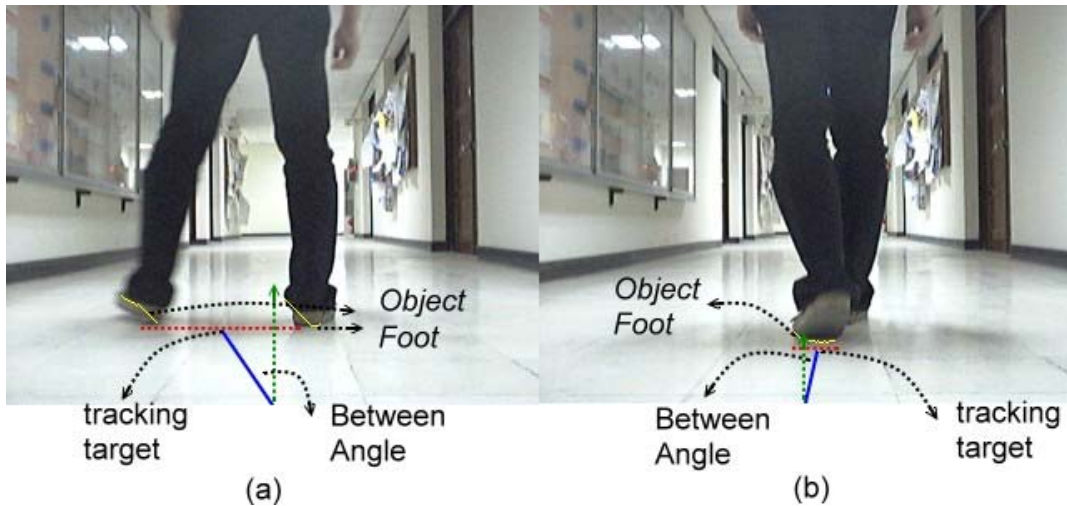 Object
Foot
tracking
target
Between
Angle
(a)
Object
Foot
Between
Angle
tracking
target
(b)